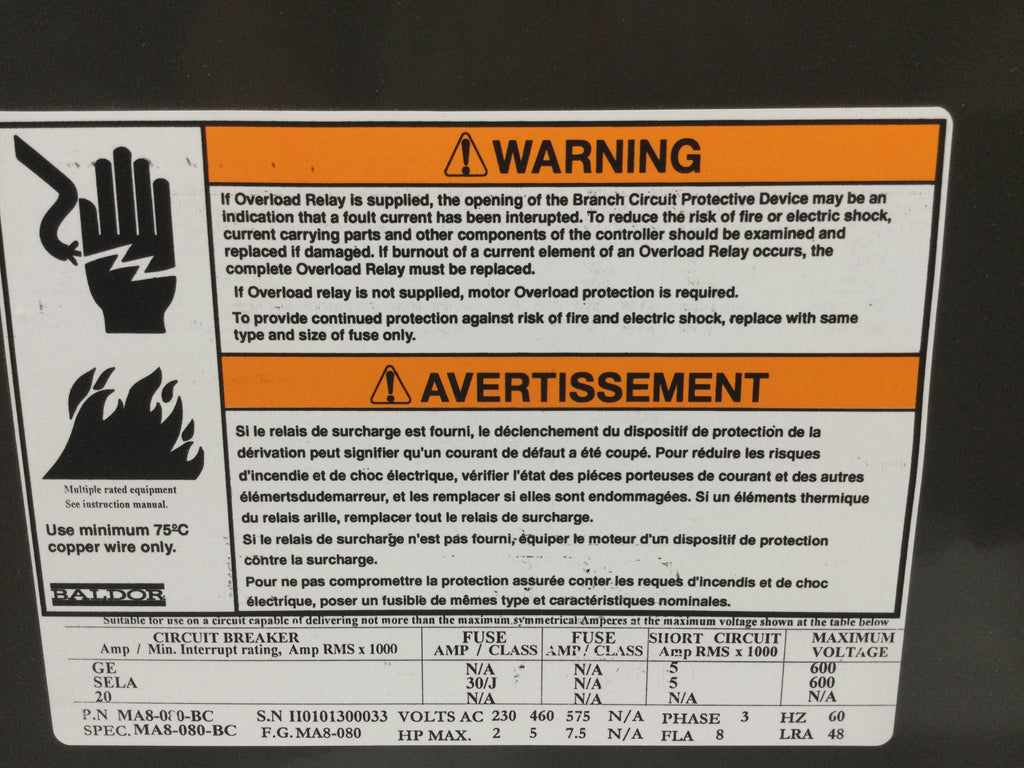 WARNING
If Overload Relay is supplied, the opening of the Branch Circuit Protective Device may be an
indication that a foult current has been interupted. To reduce the risk of fire or electric shock,
current carrying parts and other components of the controller should be examined and
replaced if damaged. If burnout of a current element of an Overload Relay occurs, the
complete Overload Relay must be replaced.
If Overload relay is not supplied, motor Overload protection is required.
To provide continued protection against risk of fire and electric shock, replace with same
type and size of fuse only.
AVERTISSEMENT
Si le relais de surcharge est fourni, le déclenchement du dispositif de protection de la
dérivation peut signifier qu'un courant de défaut a été coupé. Pour réduire les risques
d'incendie et de choc électrique, vérifier l'état des piéces porteuses de courant et des autres
élémertsdudemarreur, et les remplacer si elles sont endommagées. Si un éléments thermique
du relais arille, remplacer tout le relais de surcharge.
Si le relais de surcharge n'est pas fourni, équiper le moteur d'un dispositif de protection
côntre la surcharge.
Pour ne pas compromettre la protection assurée conter les reques d'incendis et de choc
électrique, poser un fusible de mêmes type et caractéristiques nominales.
Multiple rated equipment
See instruction manual.
Use minimum 75ºC
copper wire only.
BALDOR
Suitable for use on a circuit capable of delivering not more than the maximum symmetrical Amperes at the maximum voltage shown at the table below
CIRCUIT BREAKER FUSE FUSE SHORT CIRCUIT MAXIMUM
Amp / Min. Interrupt rating, Amp RMS x 1000 AMP / CLASS AMP / CLASS Amp RMS x 1000 VOLTAGE
GE N/A N/A 5 600
SELA 30/J N/A 5 600
20 N/A N/A N/A N/A
P.N MA8-080-BC S.N H0101300033 VOLTS AC 230 460 575 N/A PHASE 3 HZ 60
SPEC. MA8-080-BC F.G. MA8-080 HP MAX. 2 5 7.5 N/A FLA 8 LRA 48